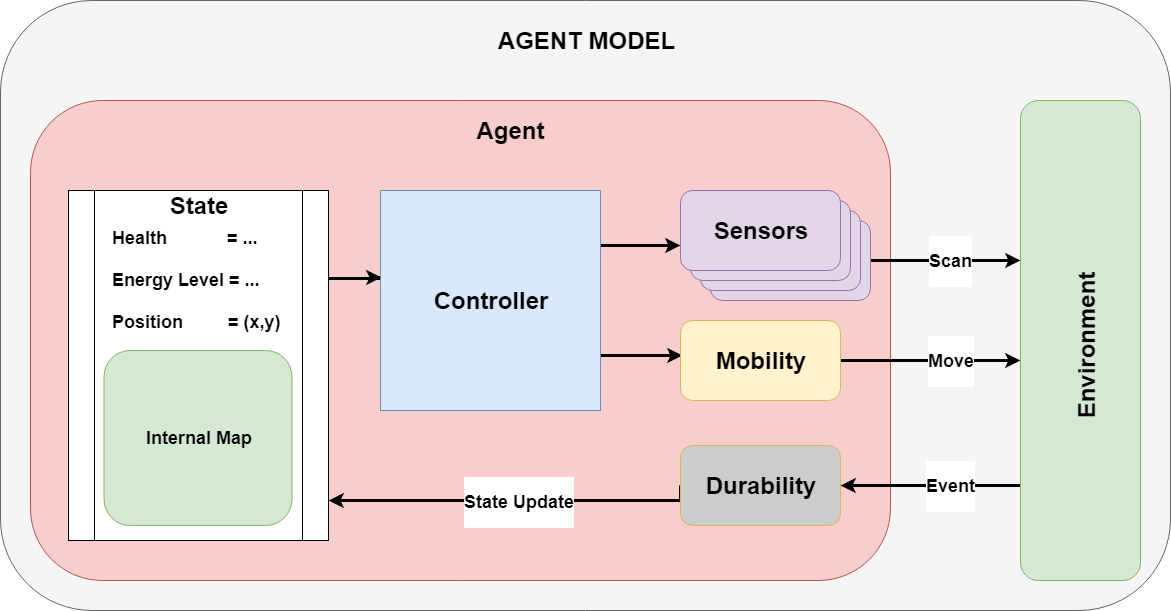 AGENT MODEL
Agent
State
Health = ...
Energy Level = ...
Position = (x,y)
Internal Map
Controller
Sensors
Mobility
Durability
State Update
Scan
Move
Event
Environment